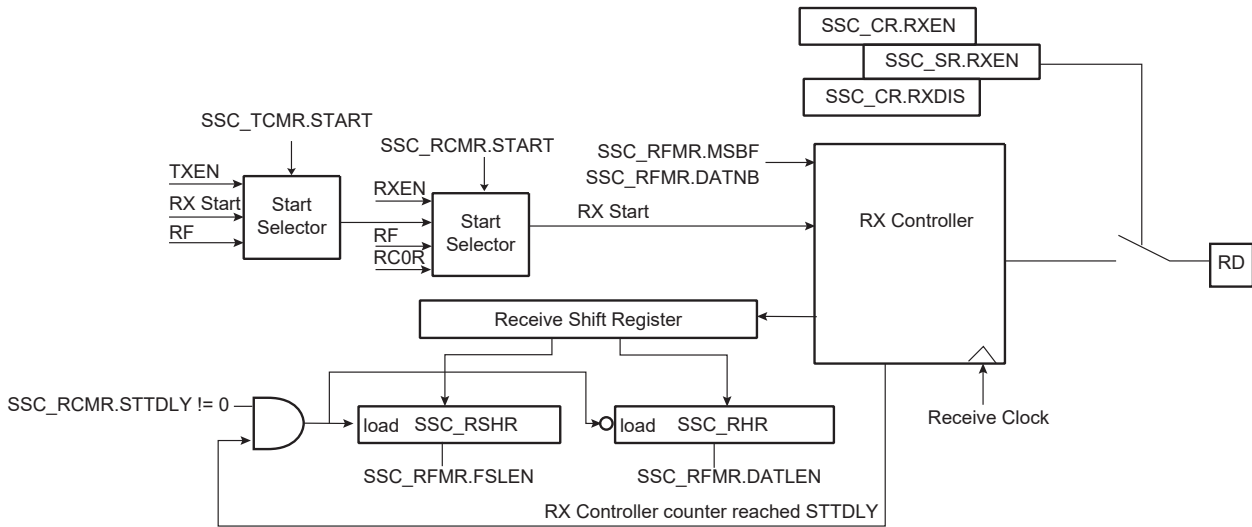 SSC_CR.RXEN
SSC_SR.RXEN
SSC_CR.RXDIS
SSC_TCMR.START
SSC_RCMR.START
SSC_RFMR.MSBF
SSC_RFMR.DATNB
TXEN
RX Start
RF
Start
Selector
RXEN
RF
RC0R
Start
Selector
RX Start
RX Controller
RD
Receive Shift Register
SSC_RCMR.STTDLY != 0
load SSC_RSHR
load SSC_RHR
Receive Clock
SSC_RFMR.FSLEN
SSC_RFMR.DATLEN
RX Controller counter reached STTDLY